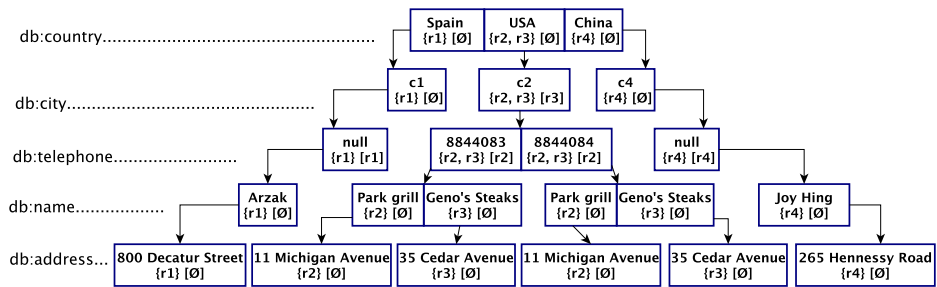 Spain USA China
db:country.................................................... {r1} [Ø] {r2, r3} [Ø] {r4} [Ø]
c1 c2 c4
db:city............................................... {r1} [Ø] {r2, r3} [r3] {r4} [Ø]
null 8844083 8844084 null
db:telephone........................ {r1} [r1] {r2, r3} [r2] {r2, r3} [r2] {r4} [r4]
Arzak Park grill Geno's Steaks Park grill Geno's Steaks Joy Hing
db:name................. {r1} [Ø] {r2} [Ø] {r3} [Ø] {r2} [Ø] {r3} [Ø] {r4} [Ø]
800 Decatur Street 11 Michigan Avenue 35 Cedar Avenue 11 Michigan Avenue 35 Cedar Avenue 265 Hennessy Road
db:address... {r1} [Ø] {r2} [Ø] {r3} [Ø] {r2} [Ø] {r3} [Ø] {r4} [Ø]